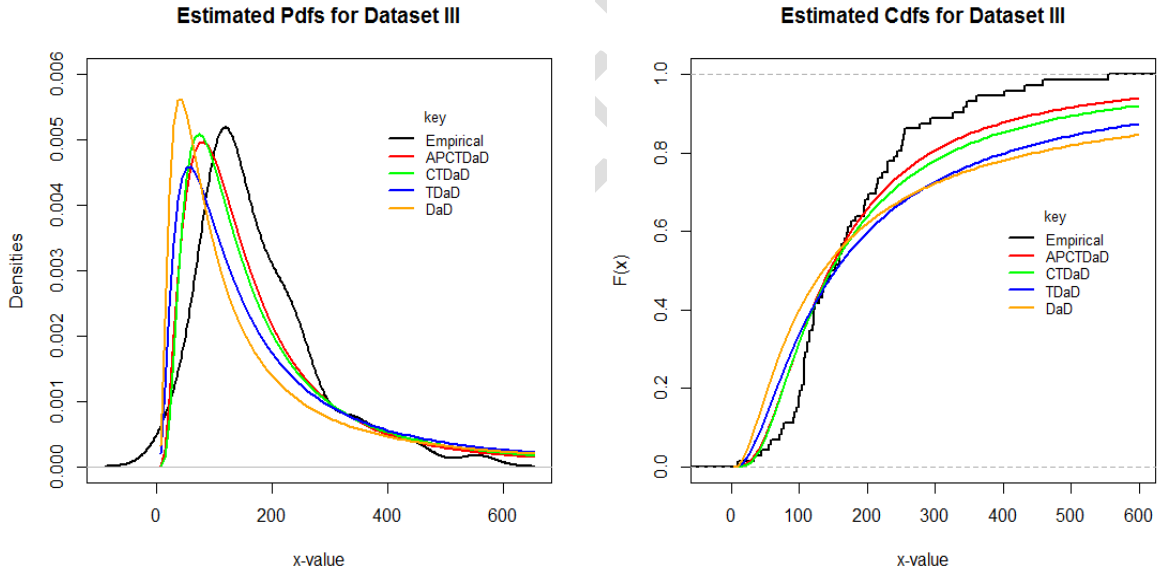 Estimated Pdfs for Dataset III
0.006
0.005
0.004
0.003
0.002
0.001
0.000
Densities
key
Empirical
APCTDaD
CTDaD
TDaD
DaD
0
200
400
600
x-value
Estimated Cdfs for Dataset III
1.0
0.8
0.6
0.4
0.2
0.0
F(x)
key
Empirical
APCTDaD
CTDaD
TDaD
DaD
0
100
200
300
400
500
600
x-value